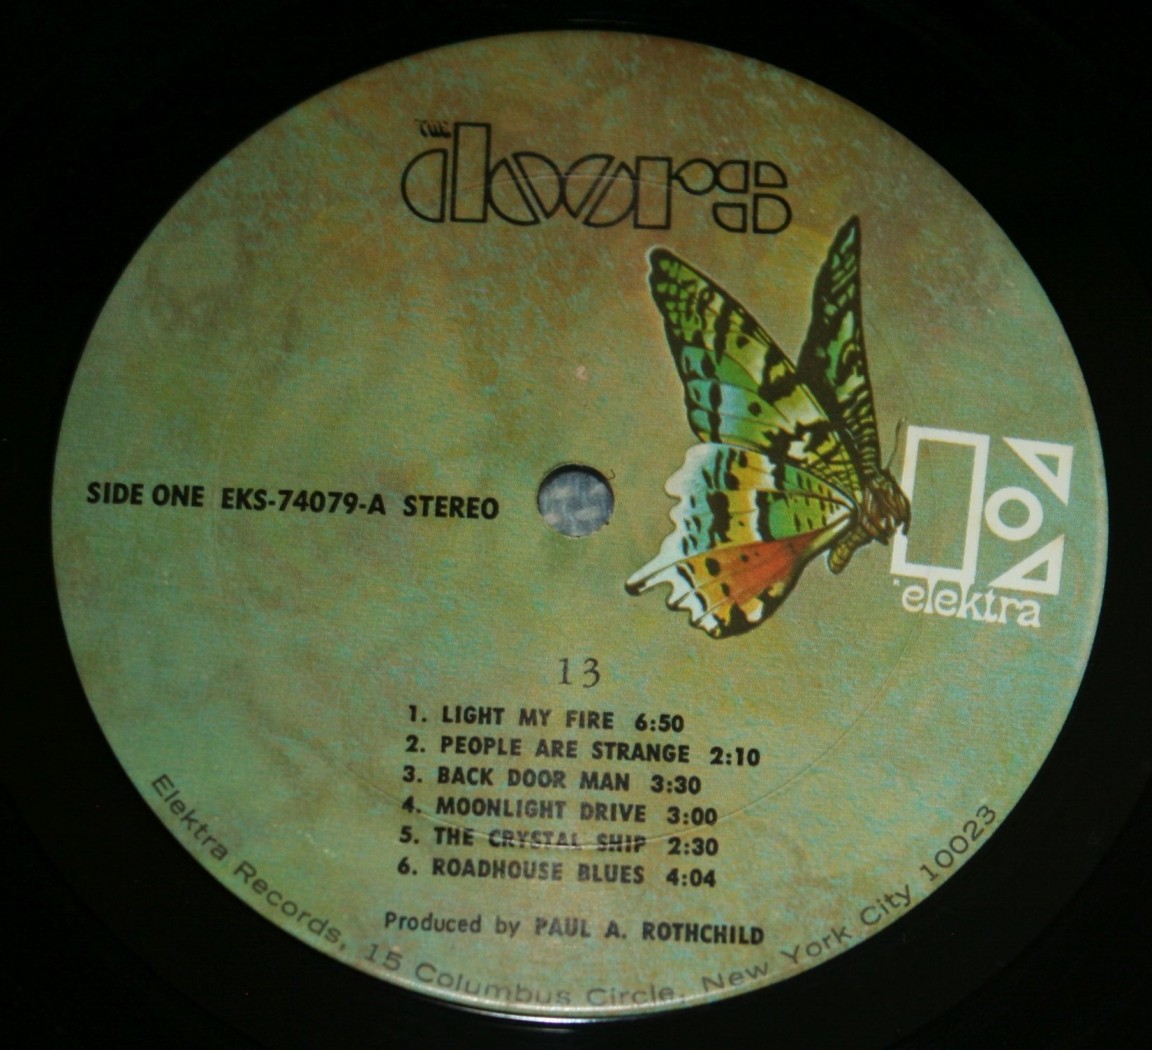 THE
doors
SIDE ONE EKS-74079-A STEREO
elektra
13
1. LIGHT MY FIRE 6:50
2. PEOPLE ARE STRANGE 2:10
3. BACK DOOR MAN 3:30
4. MOONLIGHT DRIVE 3:00
5. THE CRYSTAL SHIP 2:30
6. ROADHOUSE BLUES 4:04
Produced by PAUL A. ROTHCHILD
Elektra Records, 15 Columbus Circle, New York City 10023